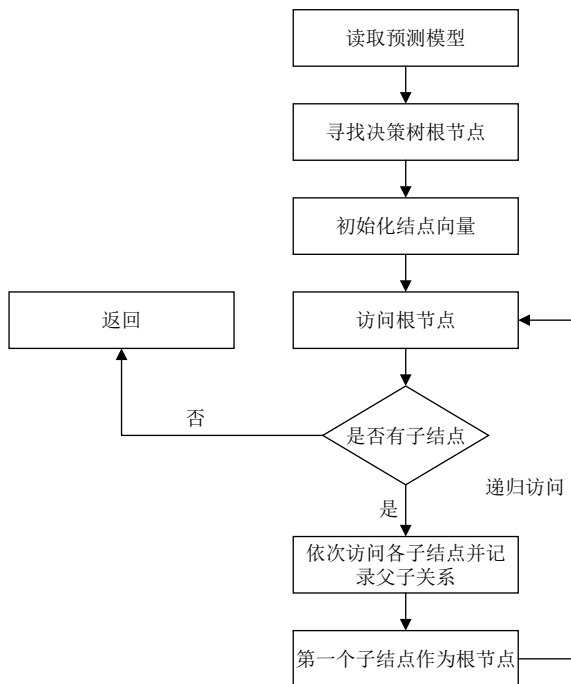 读取预测模型
寻找决策树根节点
初始化结点向量
返回
访问根节点
否
是否有子结点
递归访问
是
依次访问各子结点并记
录父子关系
第一个子结点作为根节点